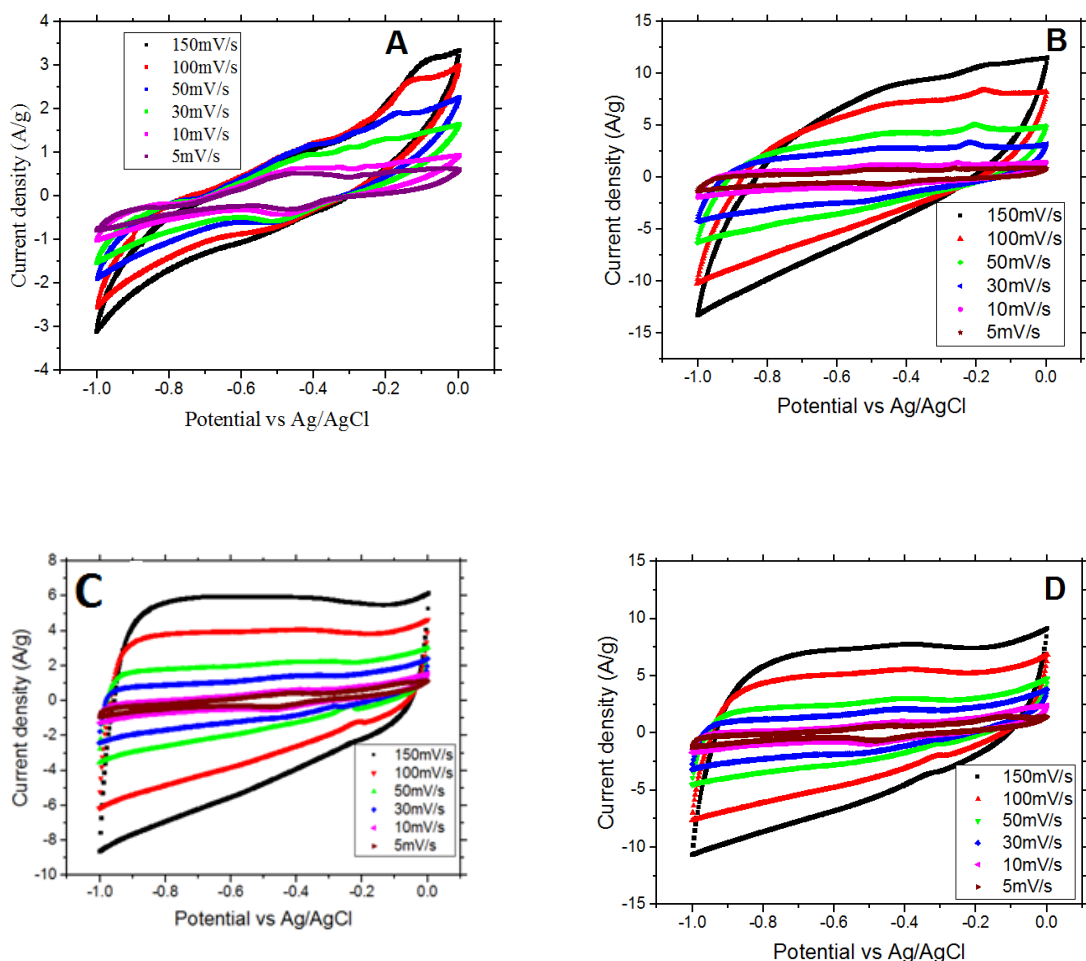 A
150mV/s
100mV/s
50mV/s
30mV/s
10mV/s
5mV/s
4
3
2
1
0
-1
-2
-3
-4
Current density (A/g)
-1.0 -0.8 -0.6 -0.4 -0.2 0.0
Potential vs Ag/AgCl
B
15
10
5
0
-5
-10
-15
Current density (A/g)
150mV/s
100mV/s
50mV/s
30mV/s
10mV/s
5mV/s
-1.0 -0.8 -0.6 -0.4 -0.2 0.0
Potential vs Ag/AgCl
C
8
6
4
2
0
-2
-4
-6
-8
-10
Current density (A/g)
150mV/s
100mV/s
50mV/s
30mV/s
10mV/s
5mV/s
-1.0 -0.8 -0.6 -0.4 -0.2 0.0
Potential vs Ag/AgCl
D
15
10
5
0
-5
-10
-15
Current density (A/g)
150mV/s
100mV/s
50mV/s
30mV/s
10mV/s
5mV/s
-1.0 -0.8 -0.6 -0.4 -0.2 0.0
Potential vs Ag/AgCl